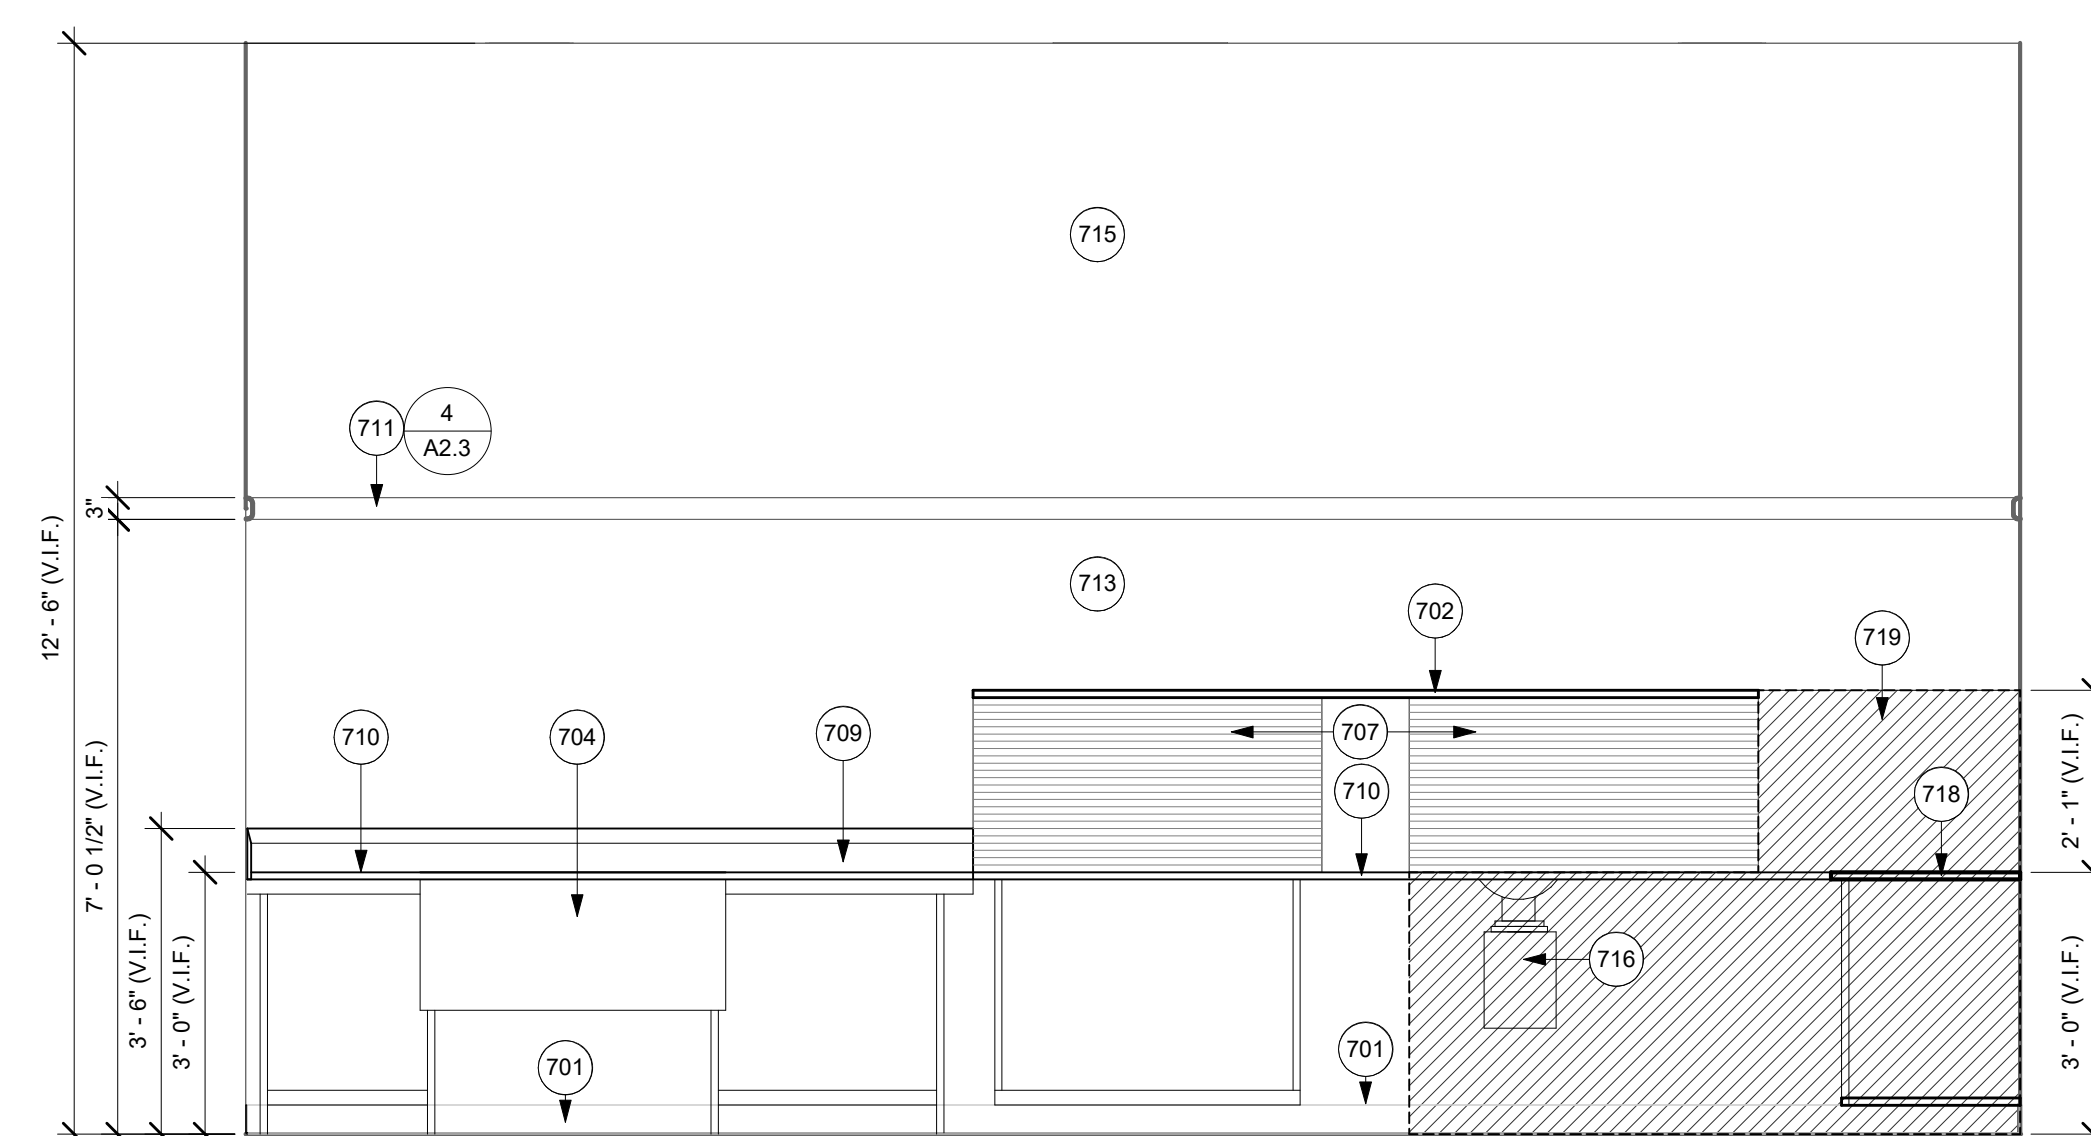 715
711
4
A2.3
3"
12' - 6" (V.I.F.)
713
702
719
710
704
709
707
710
718
7' - 0 1/2" (V.I.F.)
2' - 1" (V.I.F.)
3' - 6" (V.I.F.)
3' - 0" (V.I.F.)
716
3' - 0" (V.I.F.)
701
701